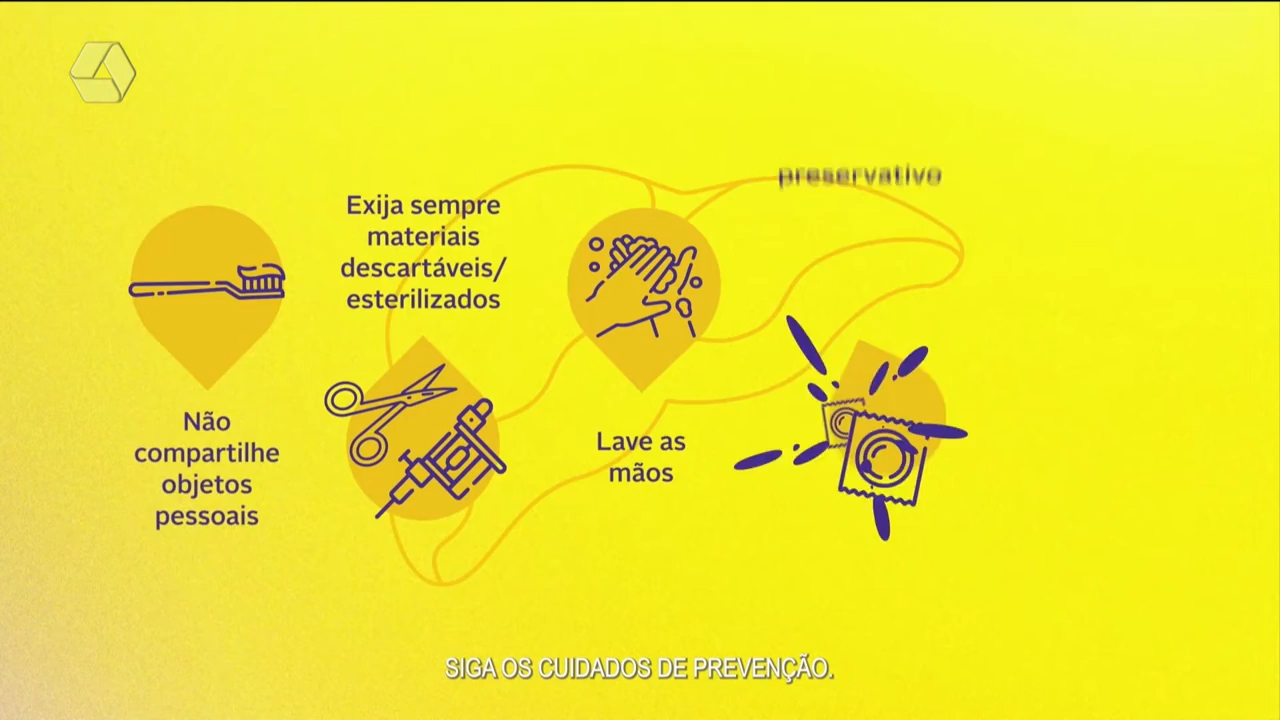 Não
compartilhe
objetos
pessoais
Exija sempre
materiais
descartáveis/
esterilizados
Lave as
mãos
preservativo
SIGA OS CUIDADOS DE PREVENÇÃO.